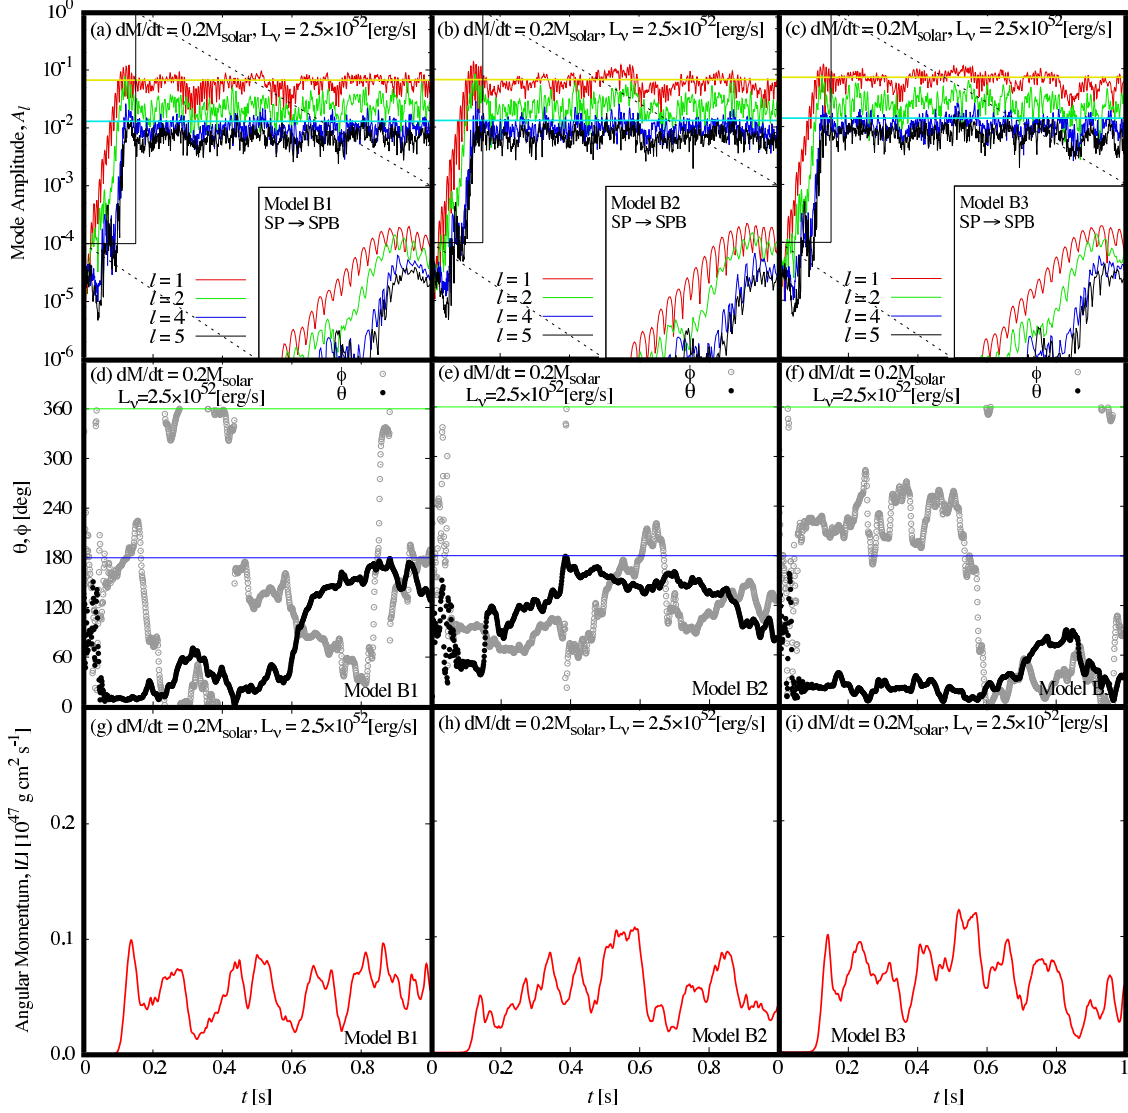 (a) dM/dt = 0.2M_solar, L_ν = 2.5×10^52 [erg/s]
(b) dM/dt = 0.2M_solar, L_ν = 2.5×10^52 [erg/s]
(c) dM/dt = 0.2M_solar, L_ν = 2.5×10^52 [erg/s]
10^0
10^-1
10^-2
10^-3
10^-4
10^-5
10^-6
Mode Amplitude, A_l
Model B1
SP → SPB
l = 1
l = 2
l = 4
l = 5
Model B2
SP → SPB
l = 1
l = 2
l = 4
l = 5
Model B3
SP → SPB
l = 1
l = 2
l = 4
l = 5
(d) dM/dt = 0.2M_solar
L_ν=2.5×10^52 [erg/s]
ϕ
θ
Model B1
(e) dM/dt = 0.2M_solar
L_ν=2.5×10^52 [erg/s]
ϕ
θ
Model B2
(f) dM/dt = 0.2M_solar
L_ν=2.5×10^52 [erg/s]
ϕ
θ
Model B3
360
300
240
180
120
60
0
θ, ϕ [deg]
(g) dM/dt = 0.2M_solar, L_ν = 2.5×10^52 [erg/s]
(h) dM/dt = 0.2M_solar, L_ν = 2.5×10^52 [erg/s]
(i) dM/dt = 0.2M_solar, L_ν = 2.5×10^52 [erg/s]
0.2
0.1
0.0
Angular Momentum, |L| [10^47 g cm^2 s^-1]
Model B1
Model B2
Model B3
0 0.2 0.4 0.6 0.8
0 0.2 0.4 0.6 0.8
0 0.2 0.4 0.6 0.8 1
t [s]
t [s]
t [s]